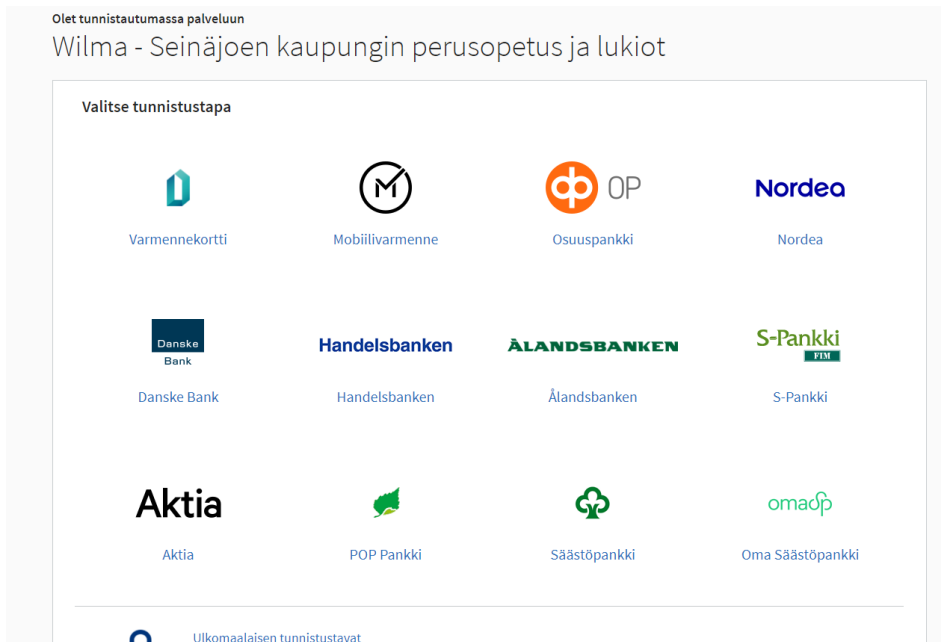 Olet tunnistautumassa palveluun
Wilma - Seinäjoen kaupungin perusopetus ja lukiot
Valitse tunnistustapa
OP
Nordea
Varmennekortti
Mobiilivarmenne
Osuuspankki
Nordea
Danske
Bank
Handelsbanken
ÅLANDSBANKEN
S-Pankki
FIM
Danske Bank
Handelsbanken
Ålandsbanken
S-Pankki
Aktia
omasp
Aktia
POP Pankki
Säästöpankki
Oma Säästöpankki
Ulkomaalaisen tunnistustavat